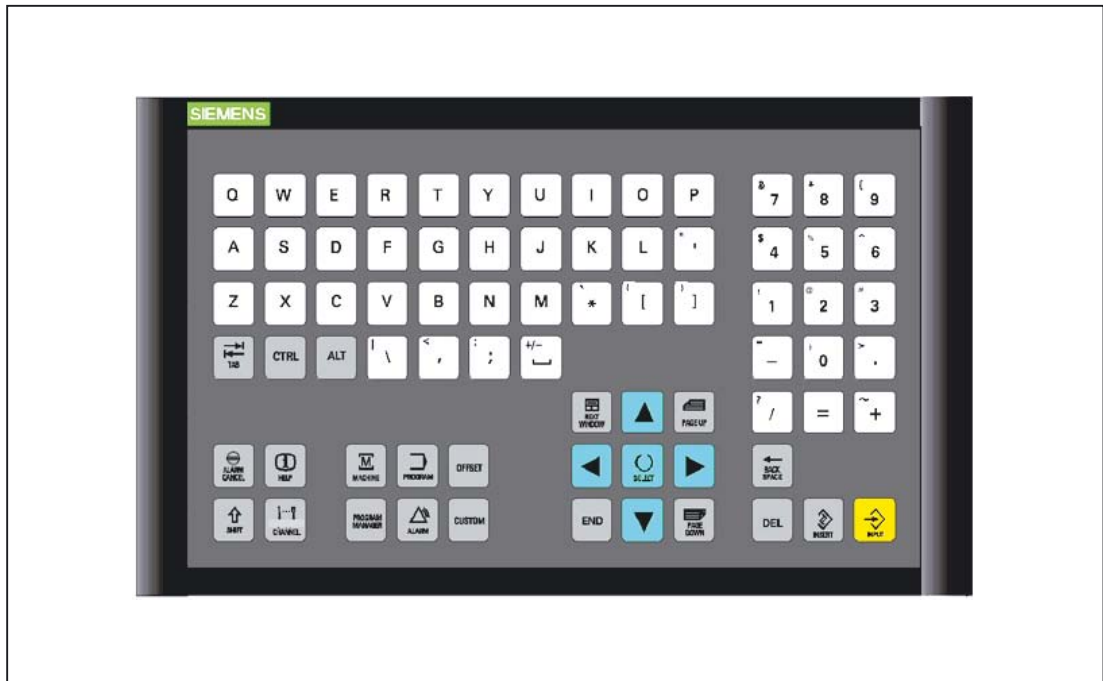 SIEMENS
Q W E R T Y U I O P & 7 * 8 ( 9
A S D F G H J K L " ' $ 4 % 5 ^ 6
Z X C V B N M ` * { [ } ] ! 1 @ 2 # 3
TAB CTRL ALT | \ < , : ; +/- _ - ) 0 > .
NEXT WINDOW PAGE UP ? / = ~ +
ALARM CANCEL HELP M MACHINE PROGRAM OFFSET SELECT BACK SPACE
SHIFT 1...n CHANNEL PROGRAM MANAGER ALARM CUSTOM END PAGE DOWN DEL INSERT INPUT